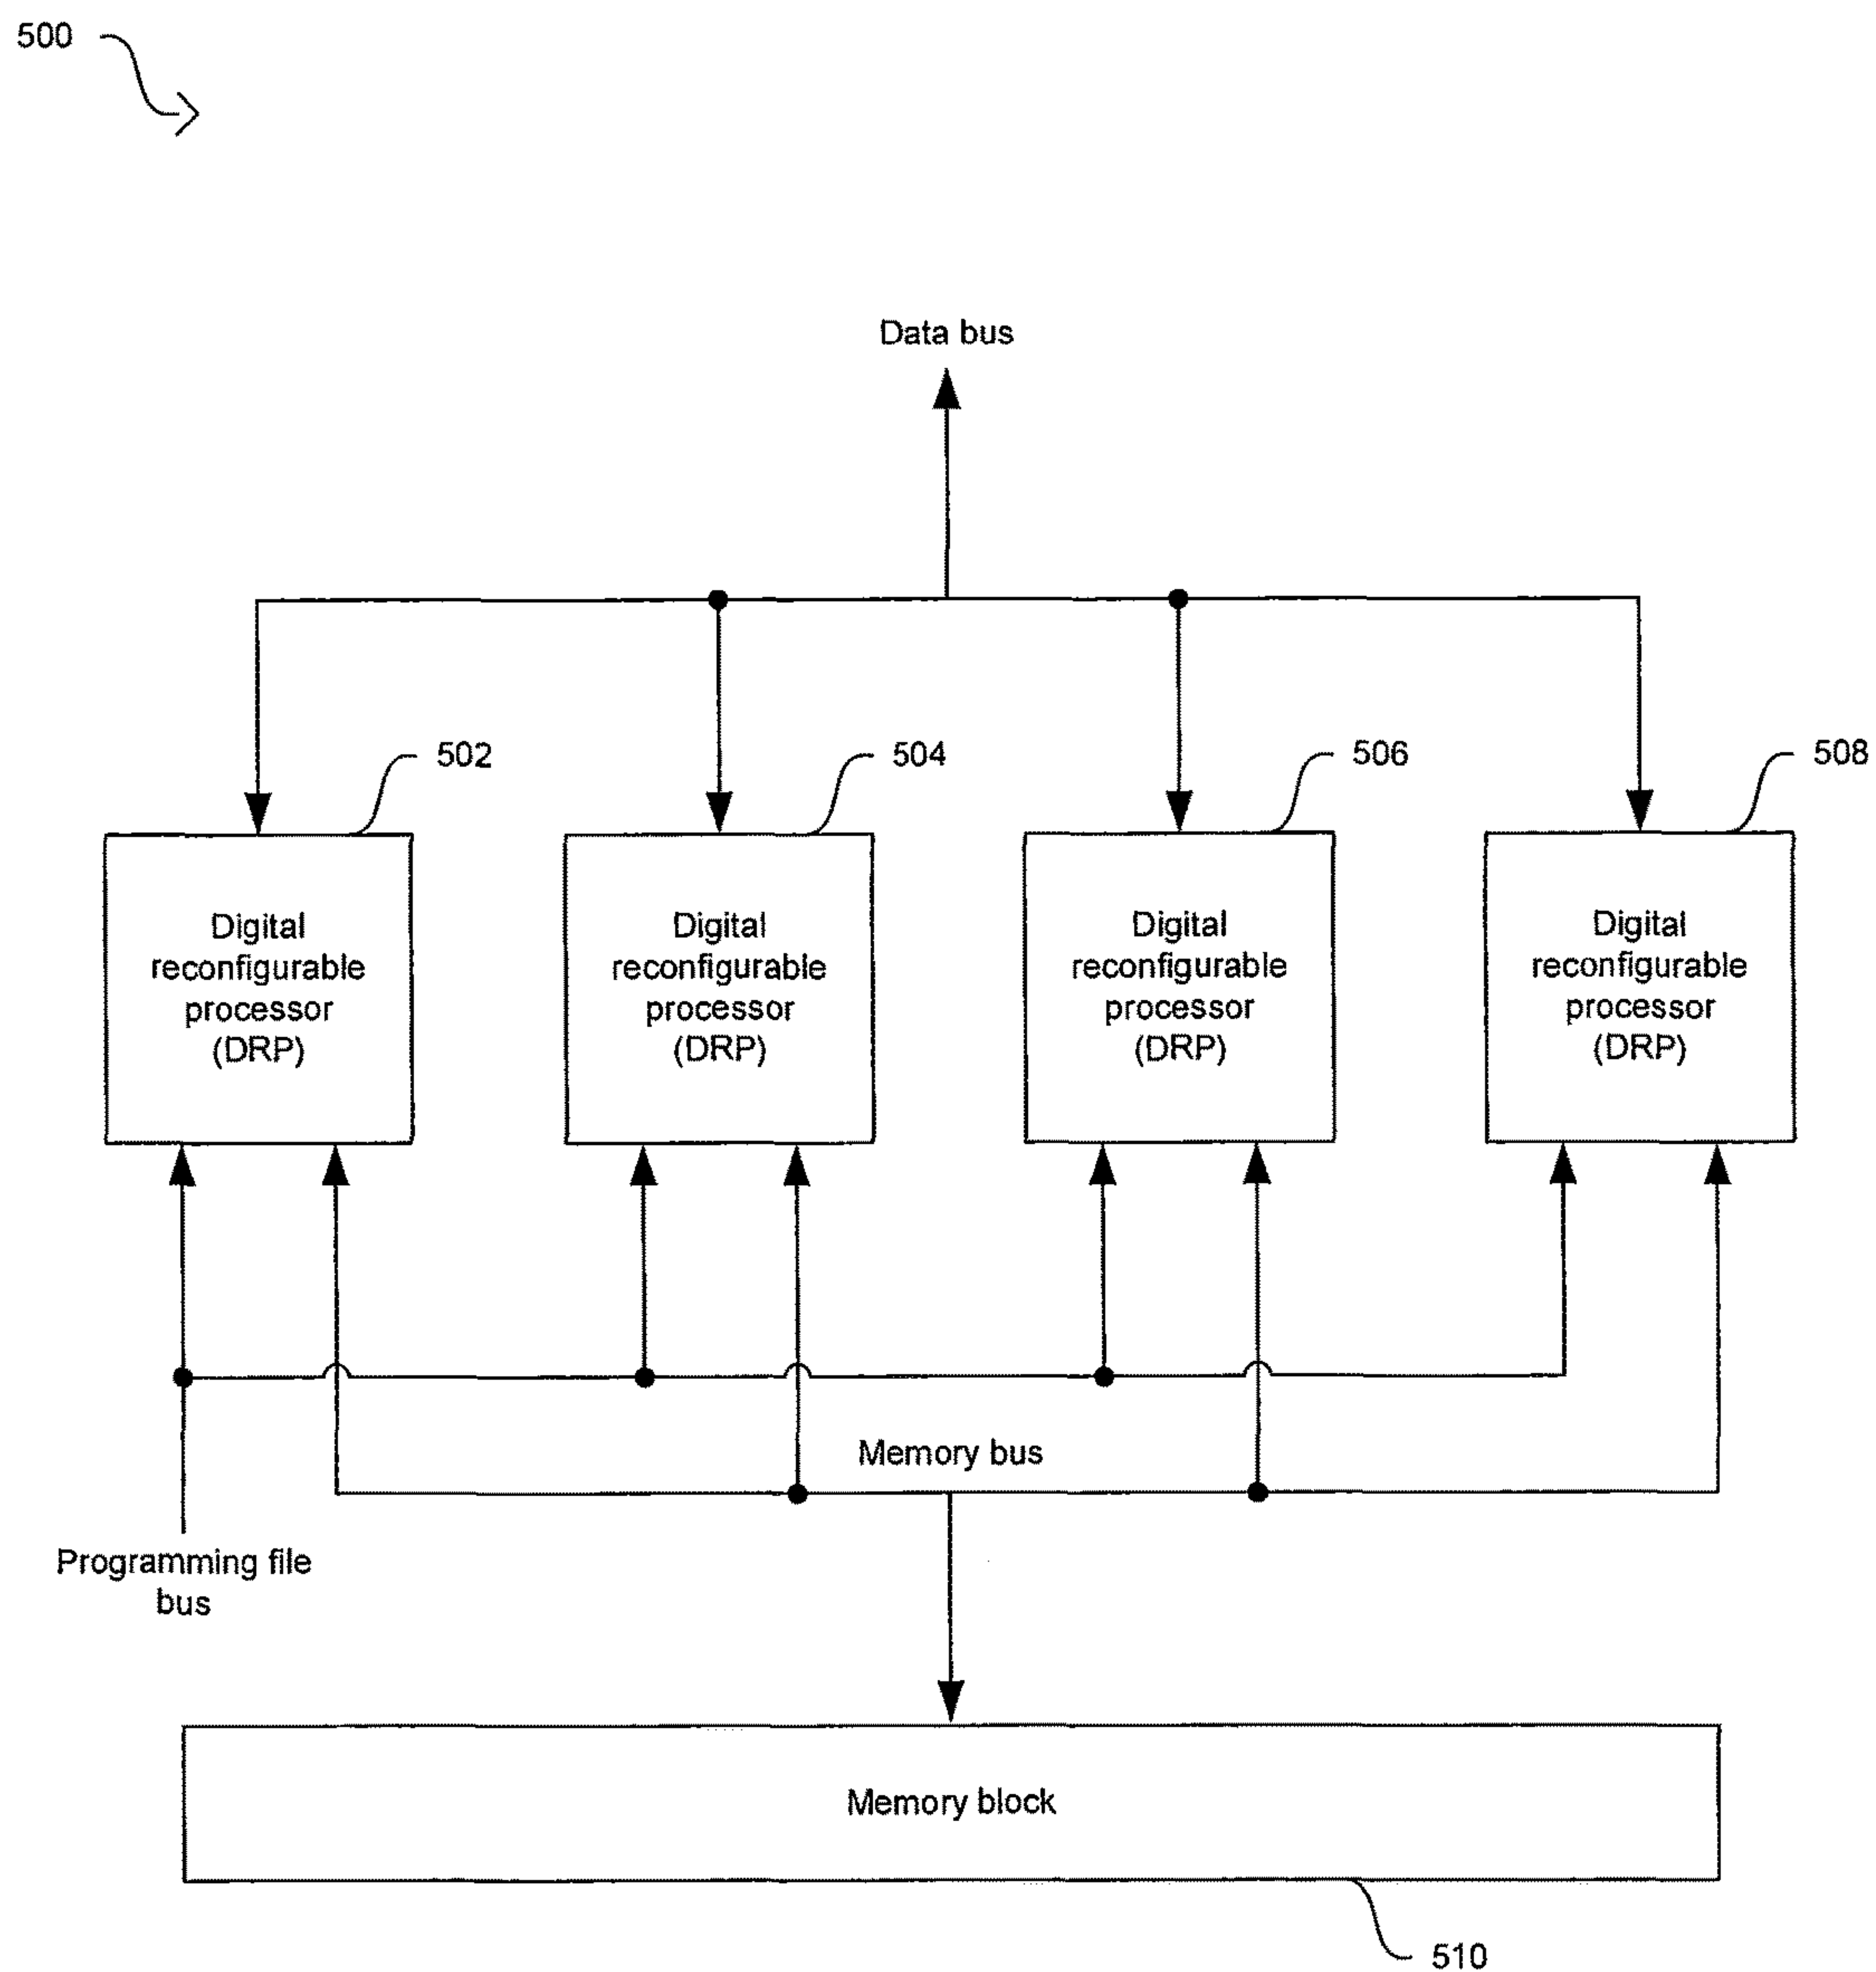 500
Data bus
502
504
506
508
Digital
reconfigurable
processor
(DRP)
Digital
reconfigurable
processor
(DRP)
Digital
reconfigurable
processor
(DRP)
Digital
reconfigurable
processor
(DRP)
Memory bus
Programming file
bus
Memory block
510